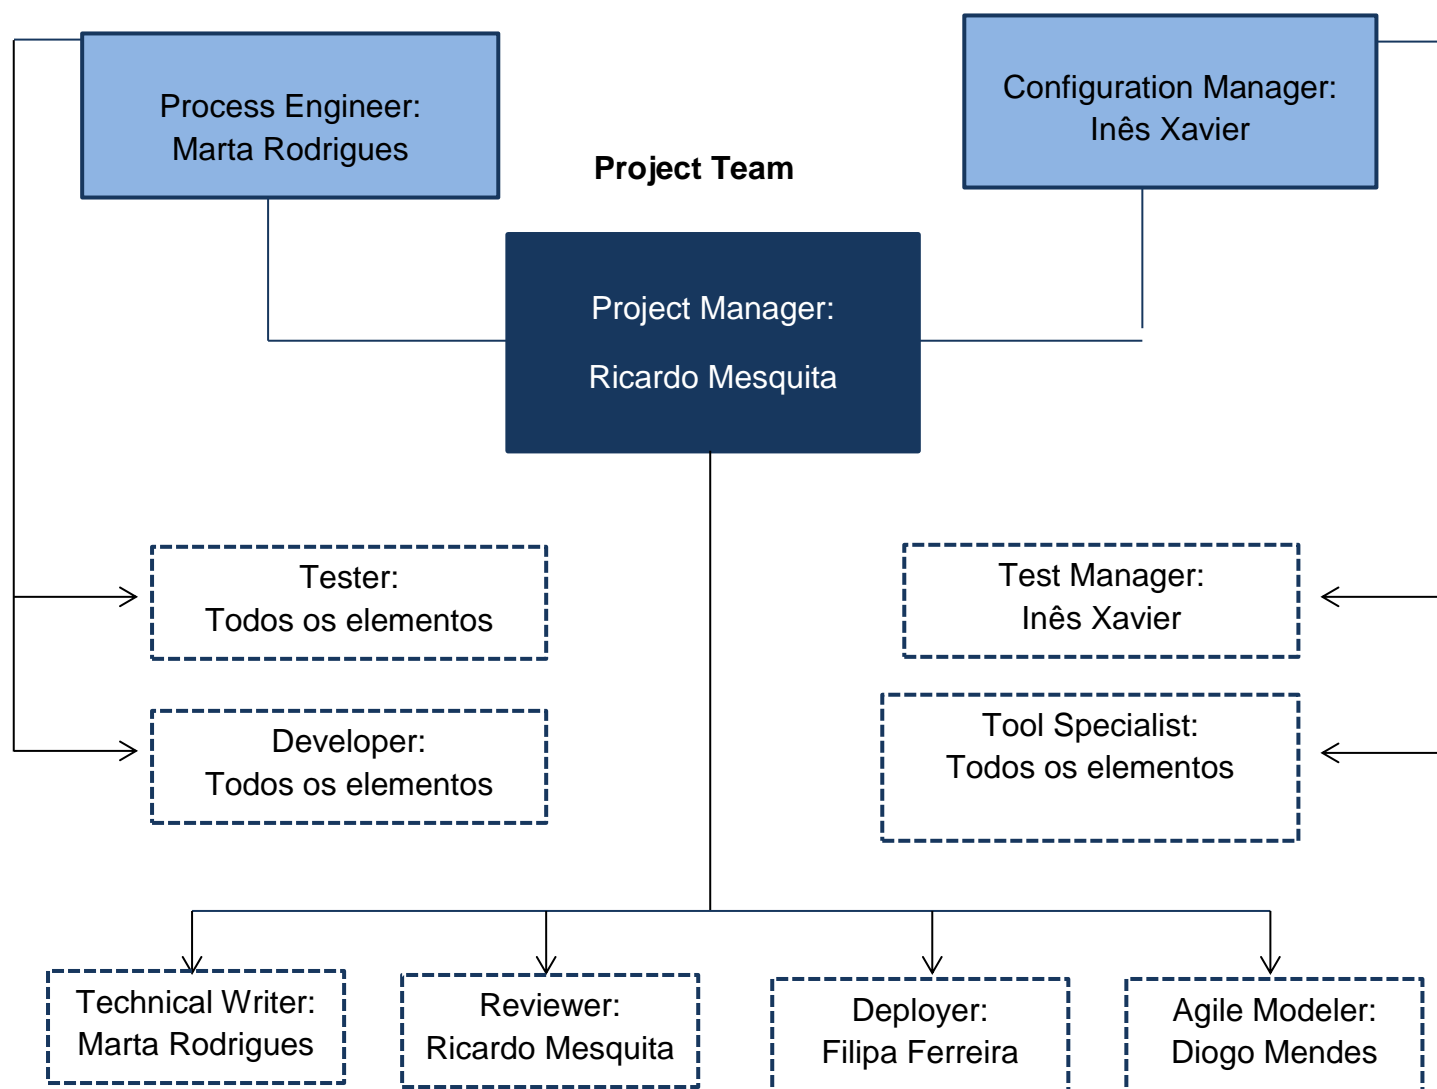 Process Engineer:
Marta Rodrigues
Configuration Manager:
Inês Xavier
Project Team
Project Manager:
Ricardo Mesquita
Tester:
Todos os elementos
Test Manager:
Inês Xavier
Developer:
Todos os elementos
Tool Specialist:
Todos os elementos
Technical Writer:
Marta Rodrigues
Reviewer:
Ricardo Mesquita
Deployer:
Filipa Ferreira
Agile Modeler:
Diogo Mendes